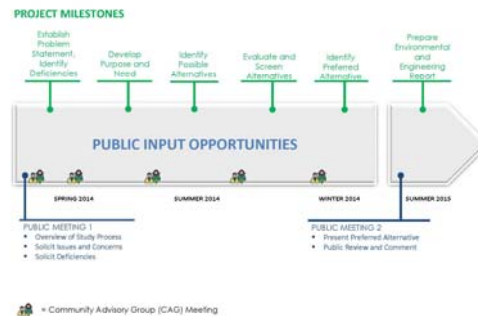 PROJECT MILESTONES
Establish
Problem
Statement,
Identify
Deficiencies
Develop
Purpose and
Need
Identify
Possible
Alternatives
Evaluate and
Screen
Alternatives
Identify
Preferred
Alternative
Prepare
Environmental
and
Engineering
Report
PUBLIC INPUT OPPORTUNITIES
SPRING 2014
SUMMER 2014
WINTER 2014
SUMMER 2015
PUBLIC MEETING 1
▪ Overview of Study Process
▪ Solicit Issues and Concerns
▪ Solicit Deficiencies
PUBLIC MEETING 2
▪ Present Preferred Alternative
▪ Public Review and Comment
= Community Advisory Group (CAG) Meeting